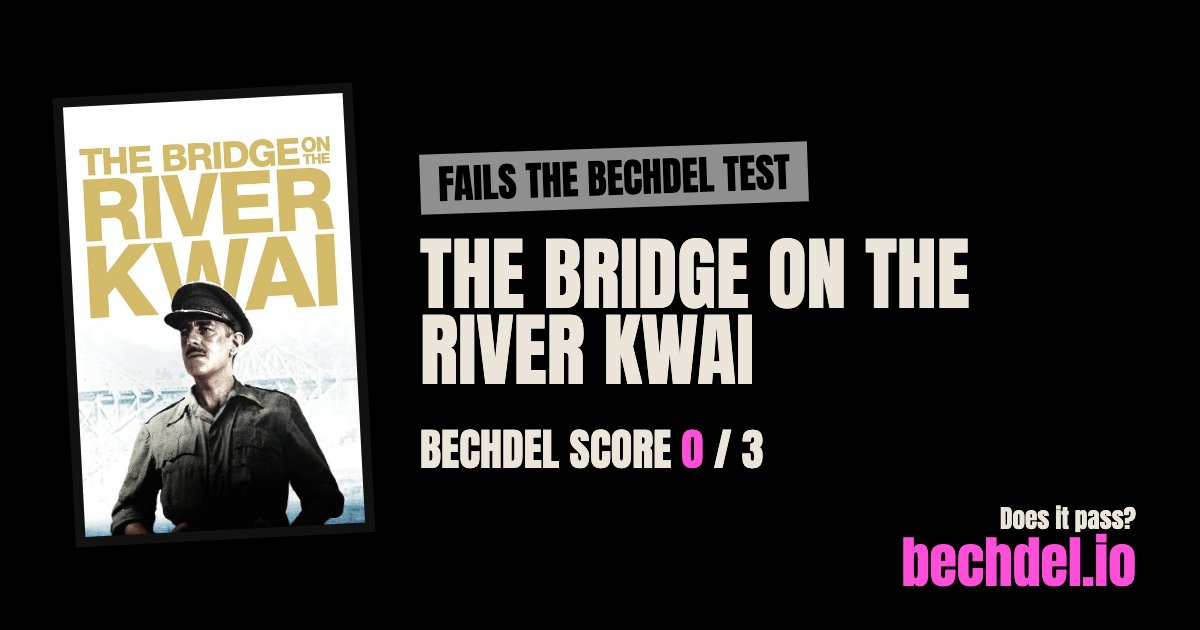 THE BRIDGE ON THE
RIVER
KWAI
FAILS THE BECHDEL TEST
THE BRIDGE ON THE
RIVER KWAI
BECHDEL SCORE 0 / 3
Does it pass?
bechdel.io